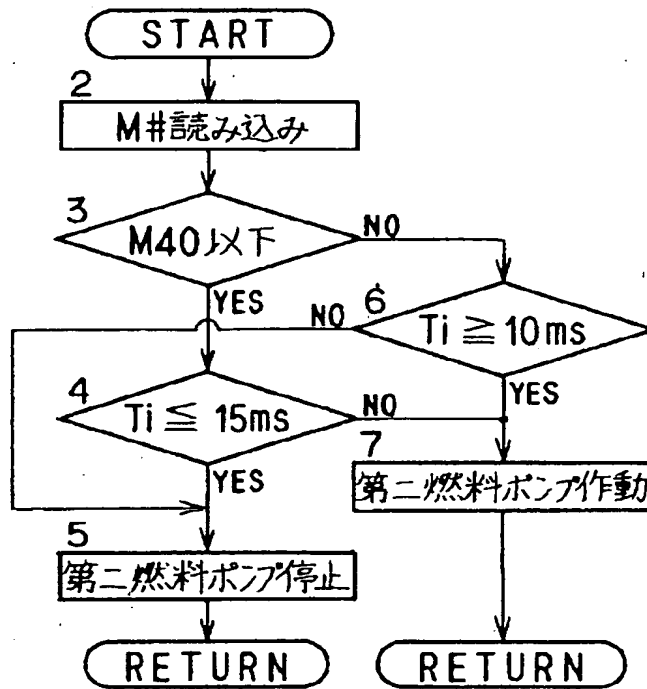 START
2
M#読み込み
3
M40以下
NO
YES
6
NO
Ti ≧ 10ms
YES
4
Ti ≦ 15ms
NO
YES
7
第二燃料ポンプ作動
5
第二燃料ポンプ停止
RETURN
RETURN